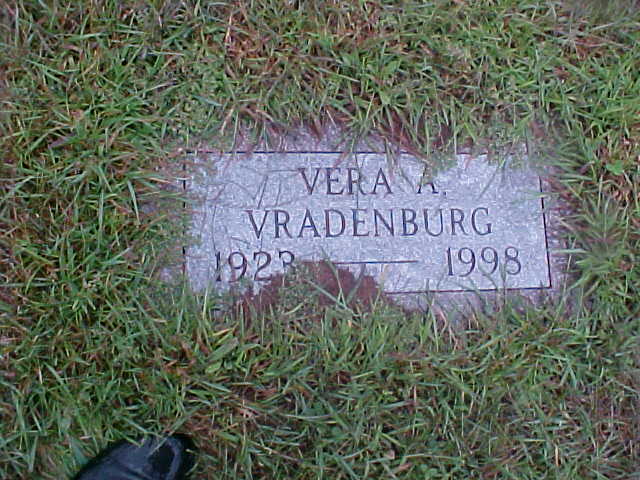 VERA A.
VRADENBURG
1923 — 1998